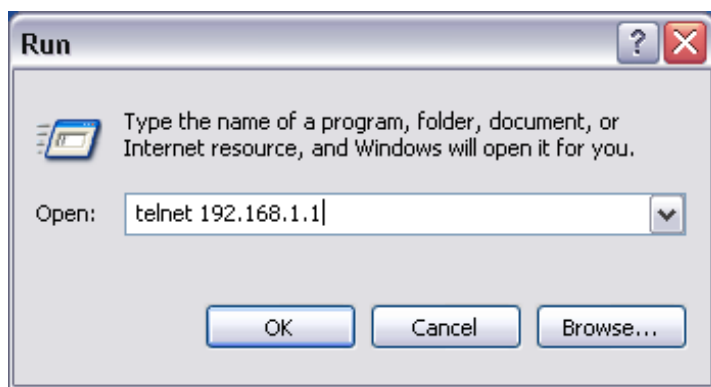 Run
Type the name of a program, folder, document, or
Internet resource, and Windows will open it for you.
Open:
telnet 192.168.1.1
OK
Cancel
Browse...